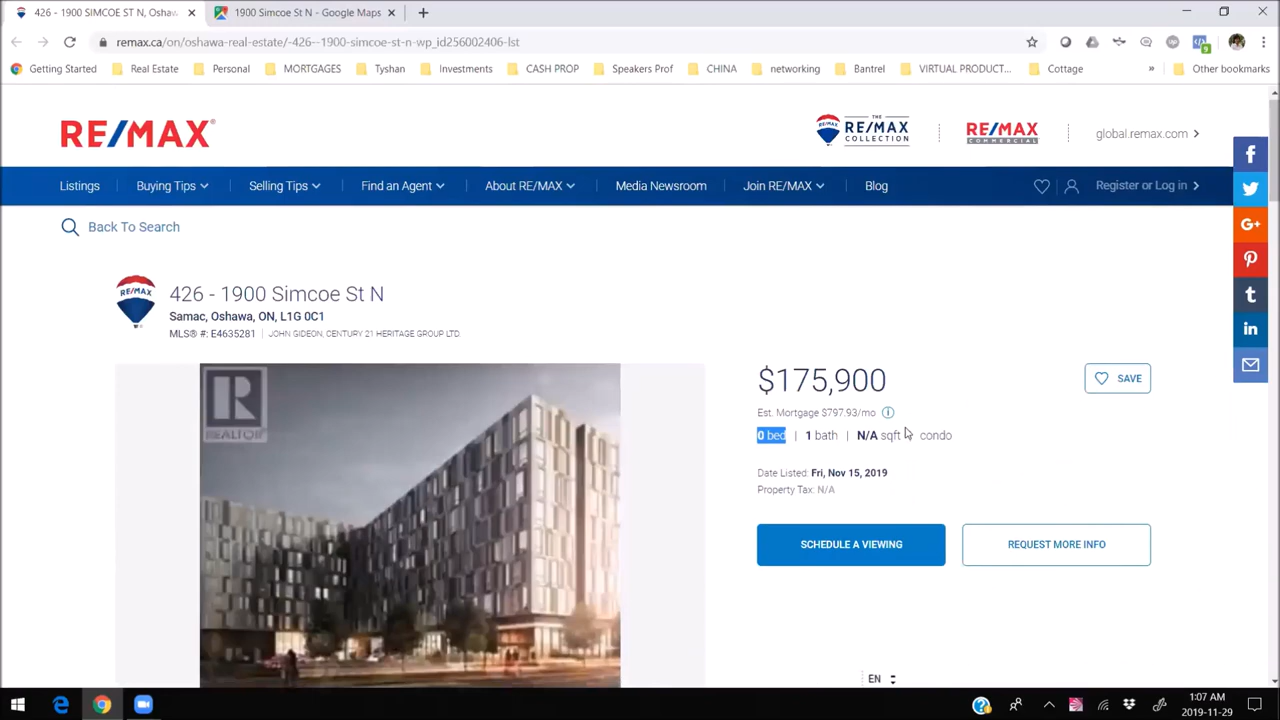 426 - 1900 SIMCOE ST N, Oshaw
1900 Simcoe St N - Google Maps
remax.ca/on/oshawa-real-estate/-426--1900-simcoe-st-n-wp_id256002406-lst
9
Getting Started
Real Estate
Personal
MORTGAGES
Tyshan
Investments
CASH PROP
Speakers Prof
CHINA
networking
Bantrel
VIRTUAL PRODUCT...
Cottage
»
Other bookmarks
RE/MAX
THE
RE/MAX
COLLECTION
RE/MAX
COMMERCIAL
global.remax.com
Listings
Buying Tips
Selling Tips
Find an Agent
About RE/MAX
Media Newsroom
Join RE/MAX
Blog
Register or Log in
Back To Search
RE/MAX
426 - 1900 Simcoe St N
Samac, Oshawa, ON, L1G 0C1
MLS® #: E4635281 | JOHN GIDEON, CENTURY 21 HERITAGE GROUP LTD.
R
REALTOR
$175,900
SAVE
Est. Mortgage $797.93/mo
0 bed | 1 bath | N/A sqft condo
Date Listed: Fri, Nov 15, 2019
Property Tax: N/A
SCHEDULE A VIEWING
REQUEST MORE INFO
EN
1:07 AM
2019-11-29